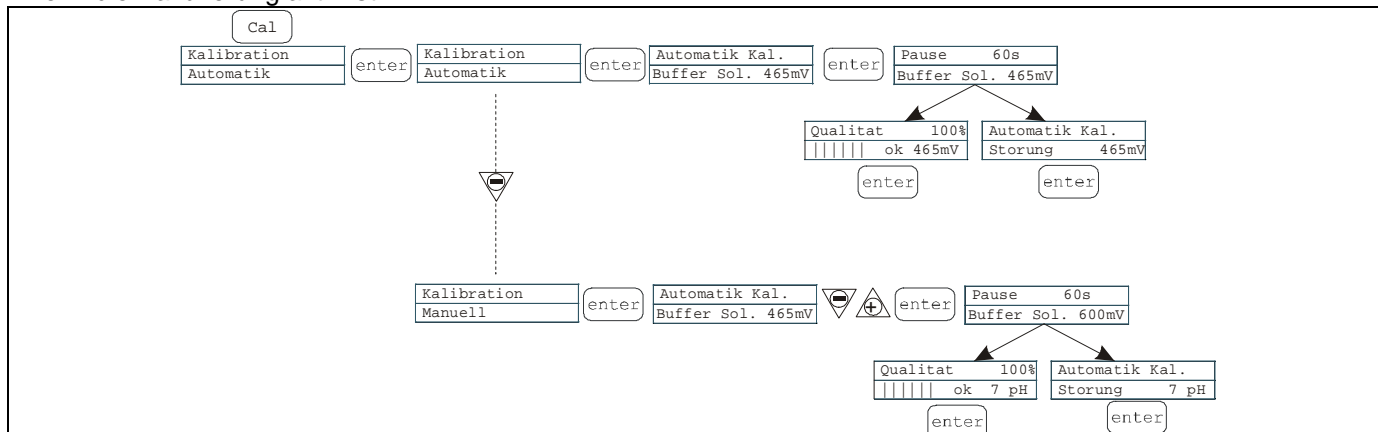 Cal
Kalibration
Automatik
enter
Kalibration
Automatik
enter
Automatik Kal.
Buffer Sol. 465mV
enter
Pause 60s
Buffer Sol. 465mV
Qualitat 100%
|||||| ok 465mV
enter
Automatik Kal.
Storung 465mV
enter
Kalibration
Manuell
enter
Automatik Kal.
Buffer Sol. 465mV
enter
Pause 60s
Buffer Sol. 600mV
Qualitat 100%
|||||| ok 7 pH
enter
Automatik Kal.
Storung 7 pH
enter